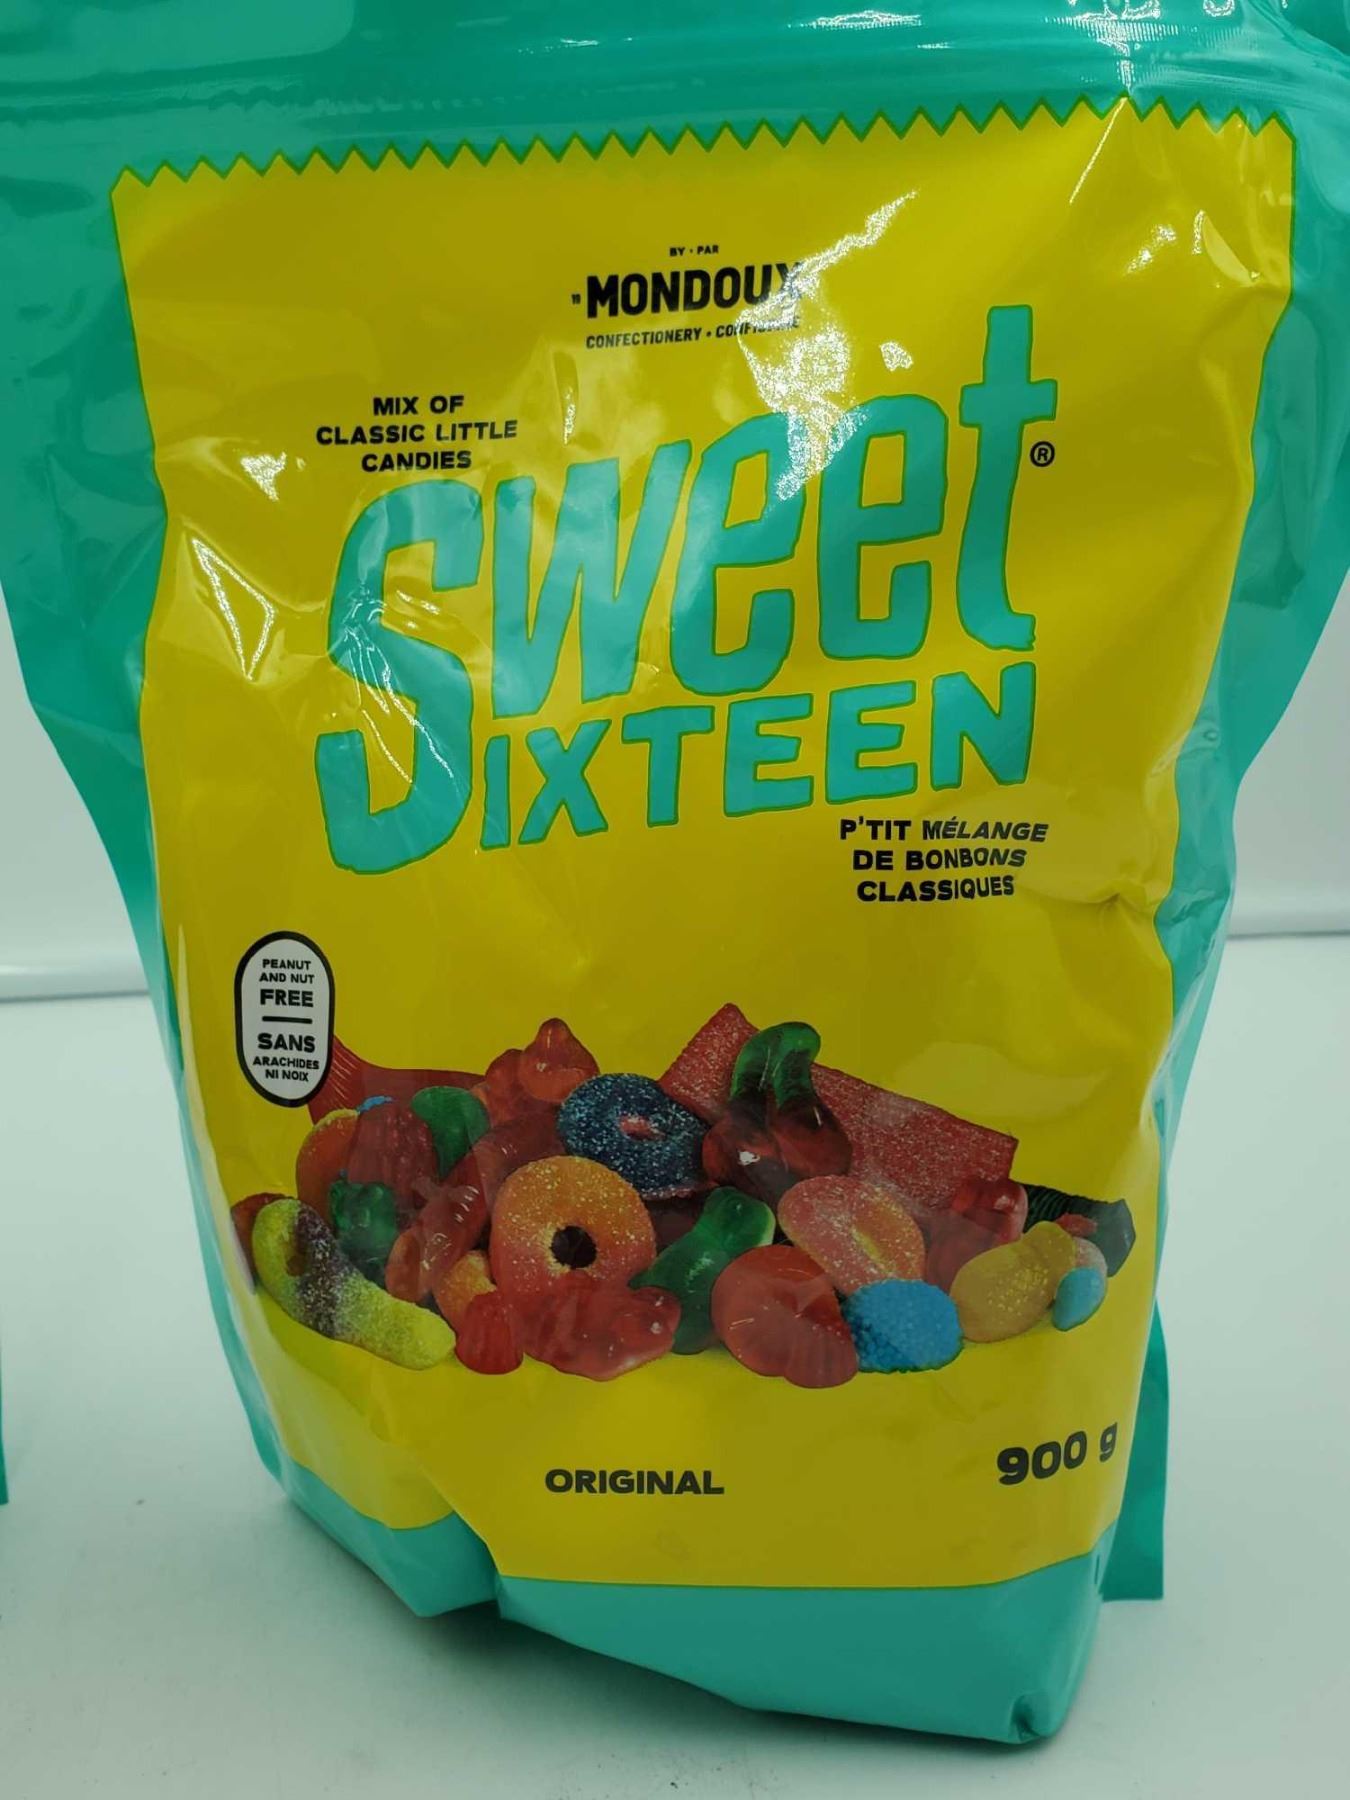 BY • PAR
MONDOUX
CONFECTIONERY • CONFISERIE
MIX OF
CLASSIC LITTLE
CANDIES
Sweet
SIXTEEN
®
P'TIT MÉLANGE
DE BONBONS
CLASSIQUES
PEANUT
AND NUT
FREE
SANS
ARACHIDES
NI NOIX
ORIGINAL
900 g